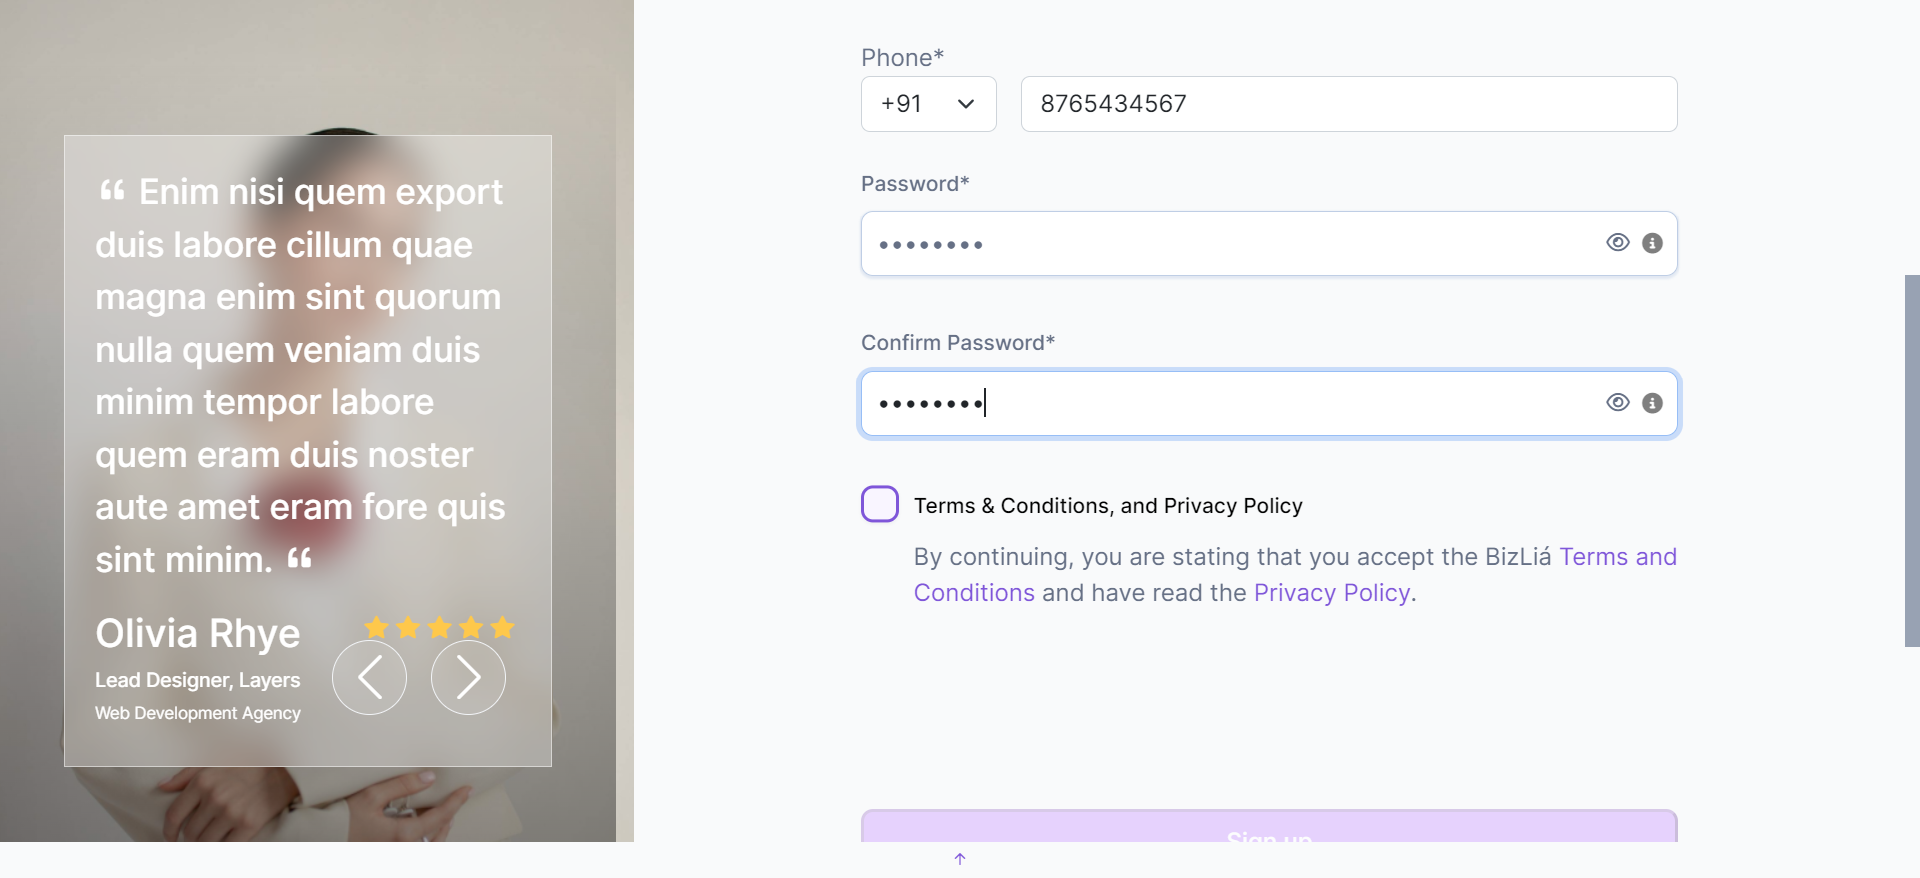 “ Enim nisi quem export
duis labore cillum quae
magna enim sint quorum
nulla quem veniam duis
minim tempor labore
quem eram duis noster
aute amet eram fore quis
sint minim. “
Olivia Rhye
Lead Designer, Layers
Web Development Agency
Phone*
+91
8765434567
Password*
••••••••
Confirm Password*
••••••••
Terms & Conditions, and Privacy Policy
By continuing, you are stating that you accept the BizLiá Terms and
Conditions and have read the Privacy Policy.
Sign up